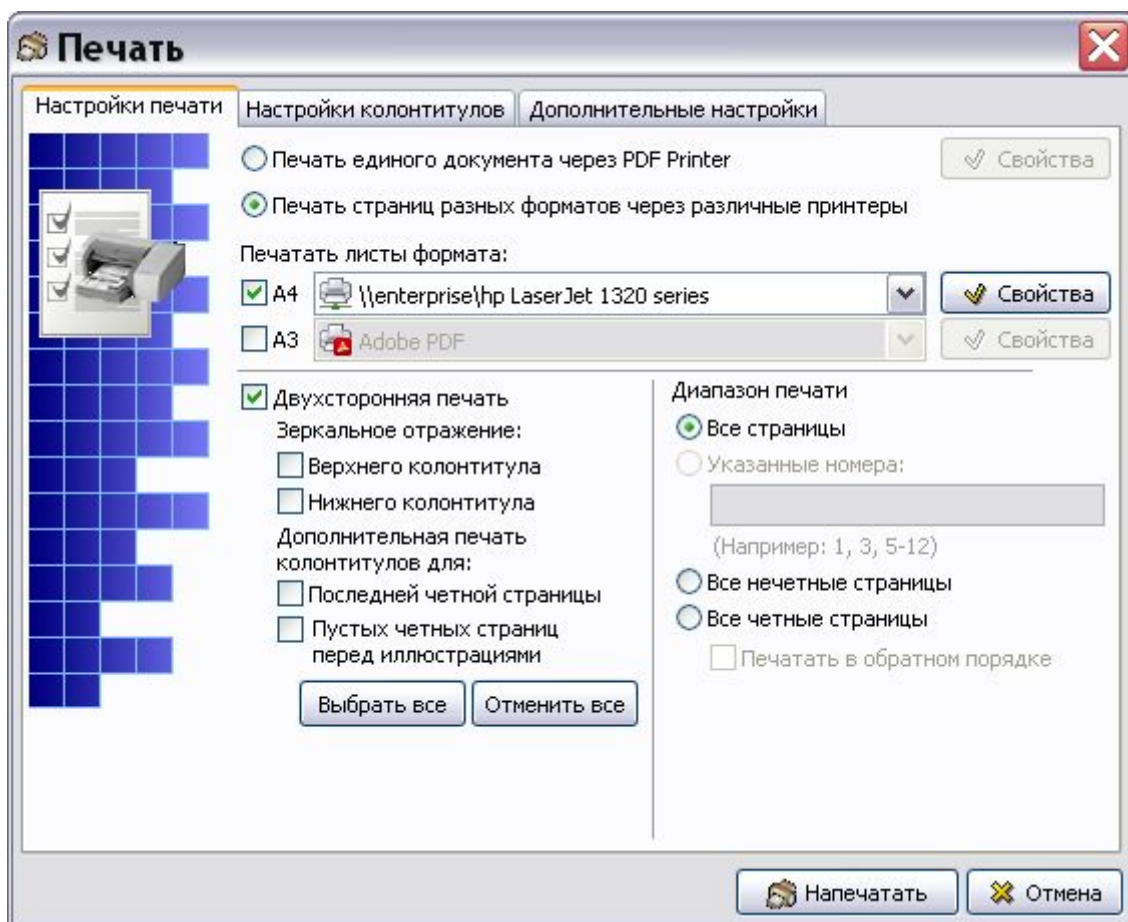 Печать
Настройки печати
Настройки колонтитулов
Дополнительные настройки
Печать единого документа через PDF Printer
Свойства
Печать страниц разных форматов через различные принтеры
Печатать листы формата:
A4 \\enterprise\hp LaserJet 1320 series
Свойства
A3 Adobe PDF
Свойства
Двухсторонняя печать
Зеркальное отражение:
Верхнего колонтитула
Нижнего колонтитула
Дополнительная печать
колонтитулов для:
Последней четной страницы
Пустых четных страниц
перед иллюстрациями
Выбрать все
Отменить все
Диапазон печати
Все страницы
Указанные номера:
(Например: 1, 3, 5-12)
Все нечетные страницы
Все четные страницы
Печатать в обратном порядке
Напечатать
Отмена